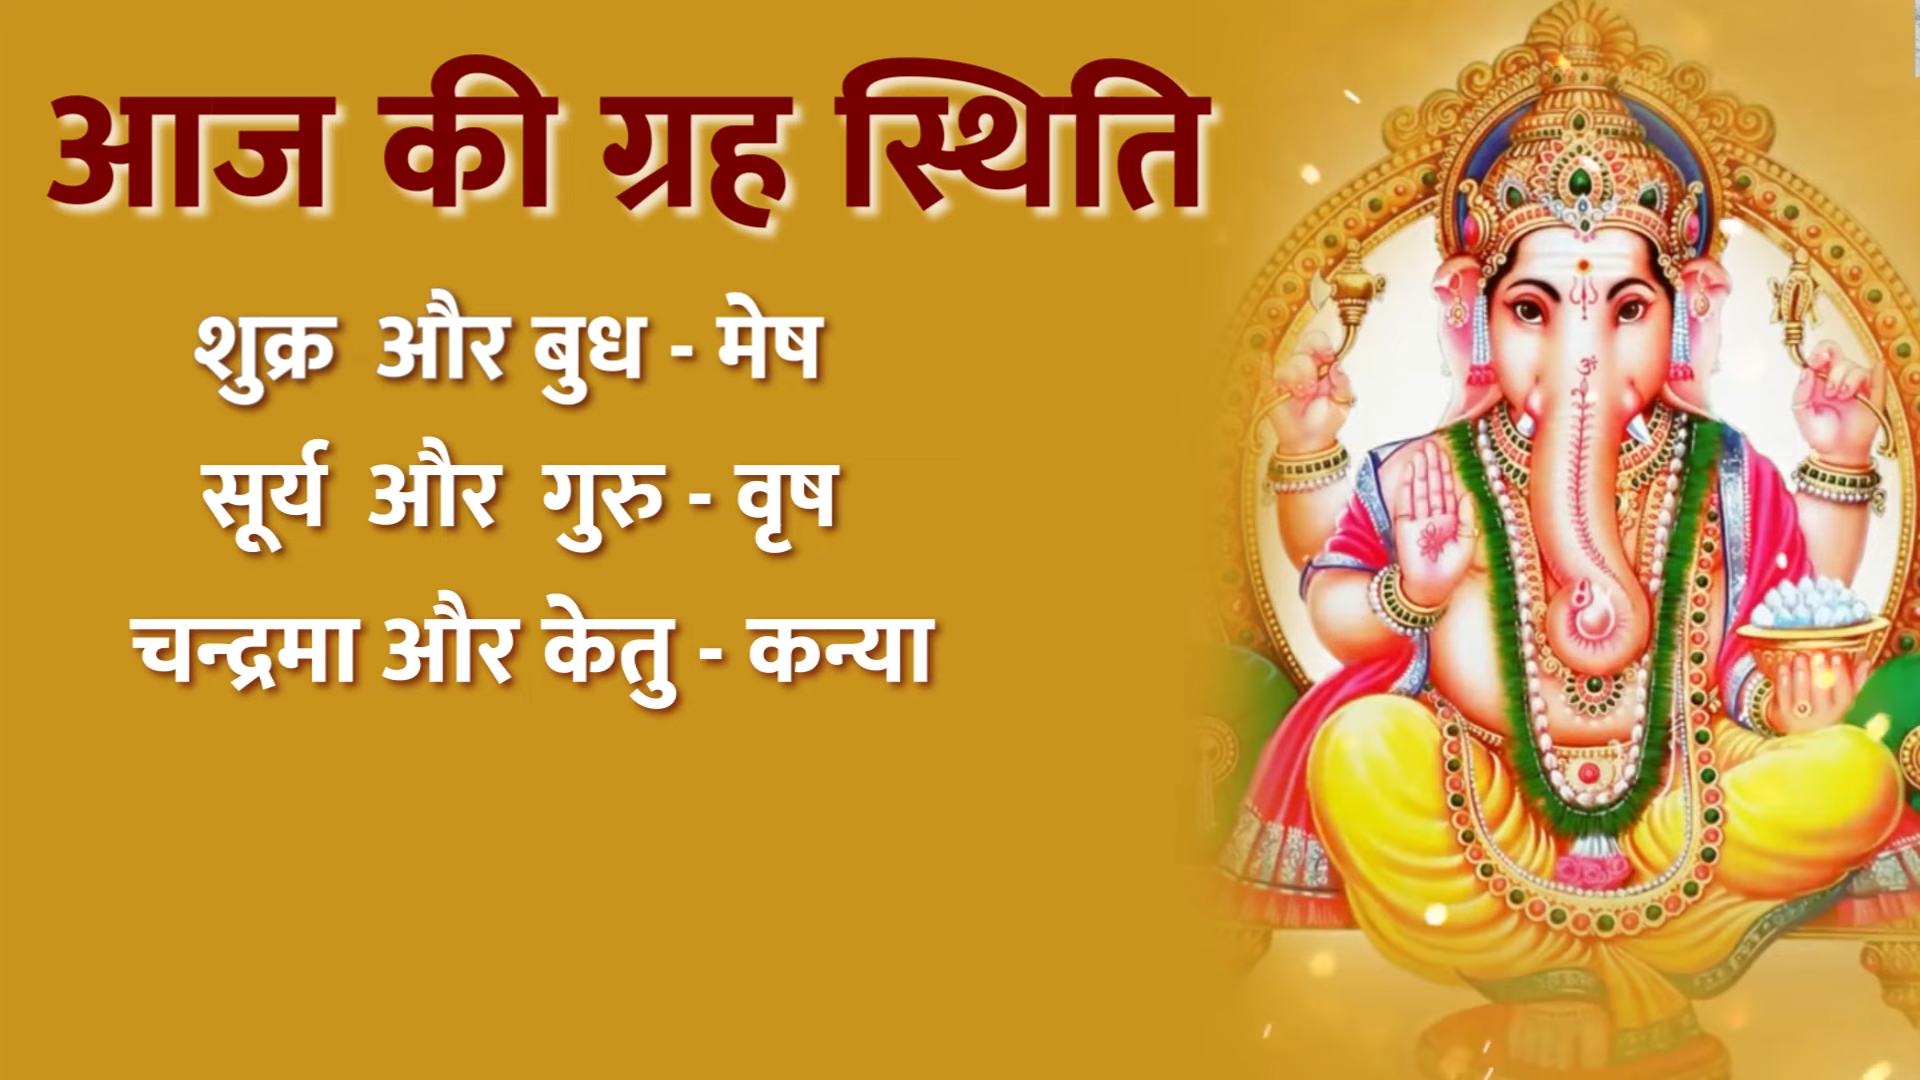 आज की ग्रह स्थिति
शुक्र और बुध - मेष
सूर्य और गुरु - वृष
चन्द्रमा और केतु - कन्या
ॐ